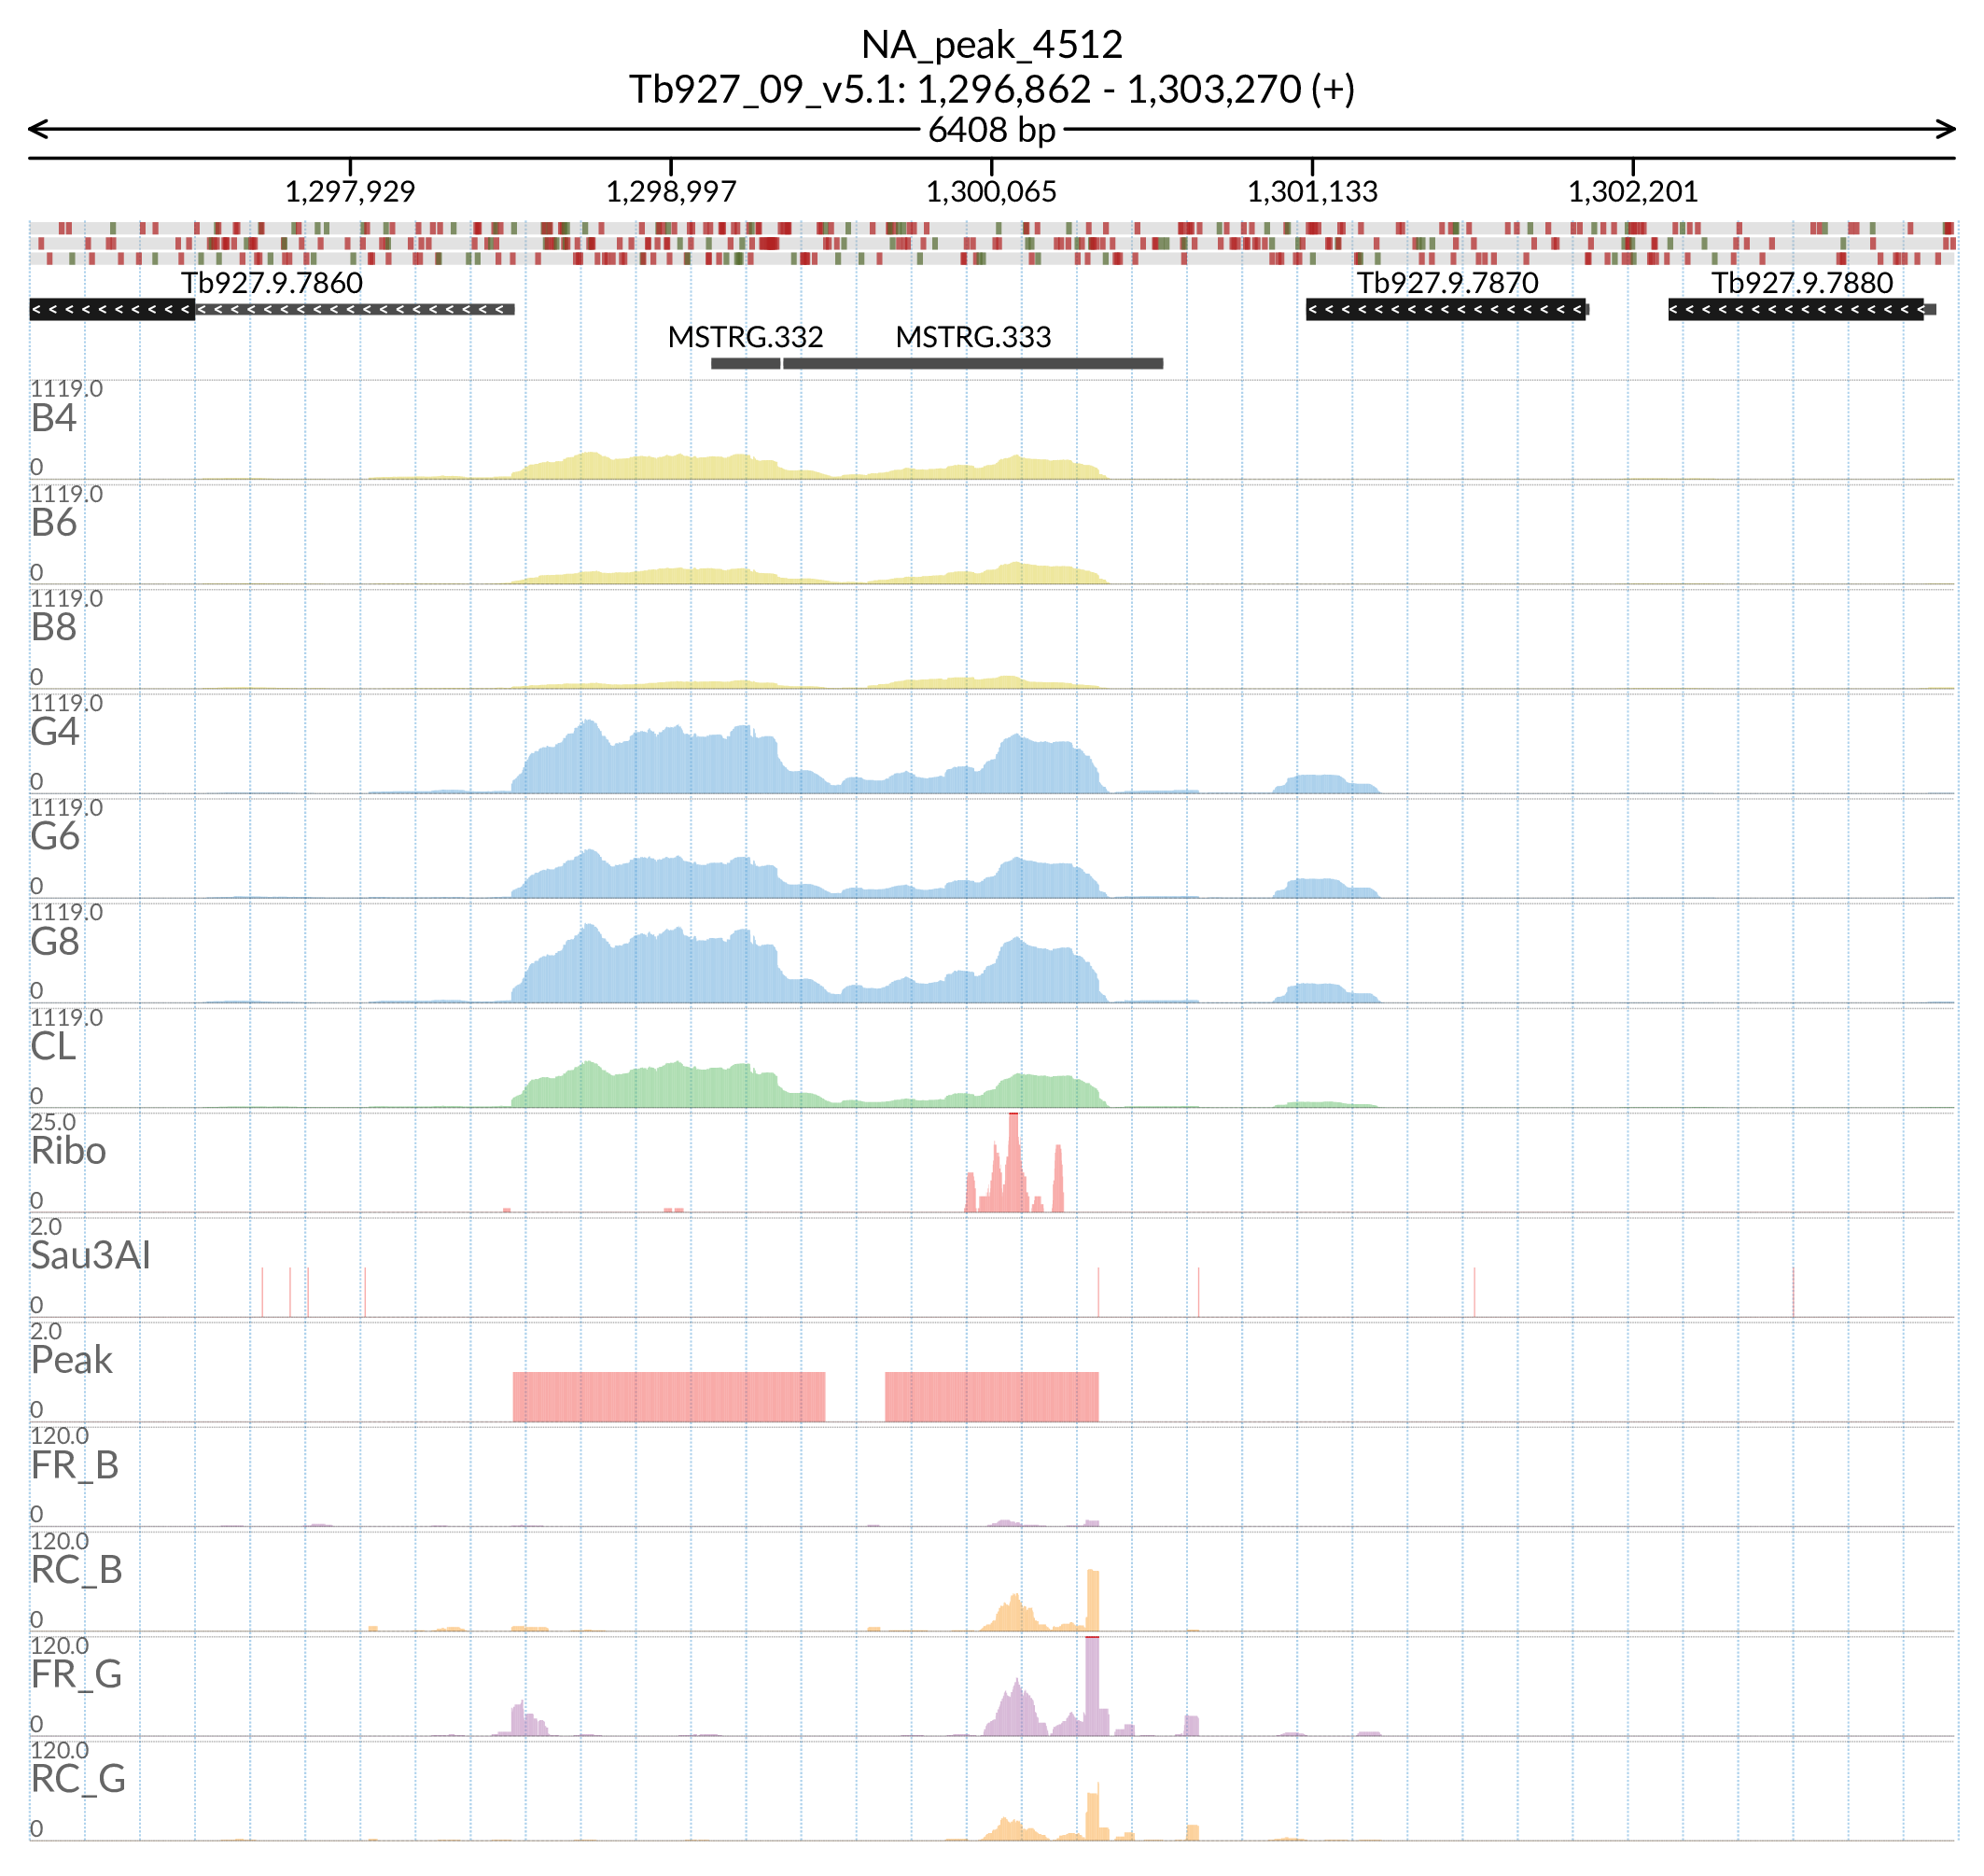 NA_peak_4512
Tb927_09_v5.1: 1,296,862 - 1,303,270 (+)
6408 bp
1,297,929 1,298,997 1,300,065 1,301,133 1,302,201
Tb927.9.7860 Tb927.9.7870 Tb927.9.7880
MSTRG.332 MSTRG.333
1119.0
B4
0
1119.0
B6
0
1119.0
B8
0
1119.0
G4
0
1119.0
G6
0
1119.0
G8
0
1119.0
CL
0
25.0
Ribo
0
2.0
Sau3AI
0
2.0
Peak
0
120.0
FR_B
0
120.0
RC_B
0
120.0
FR_G
0
120.0
RC_G
0